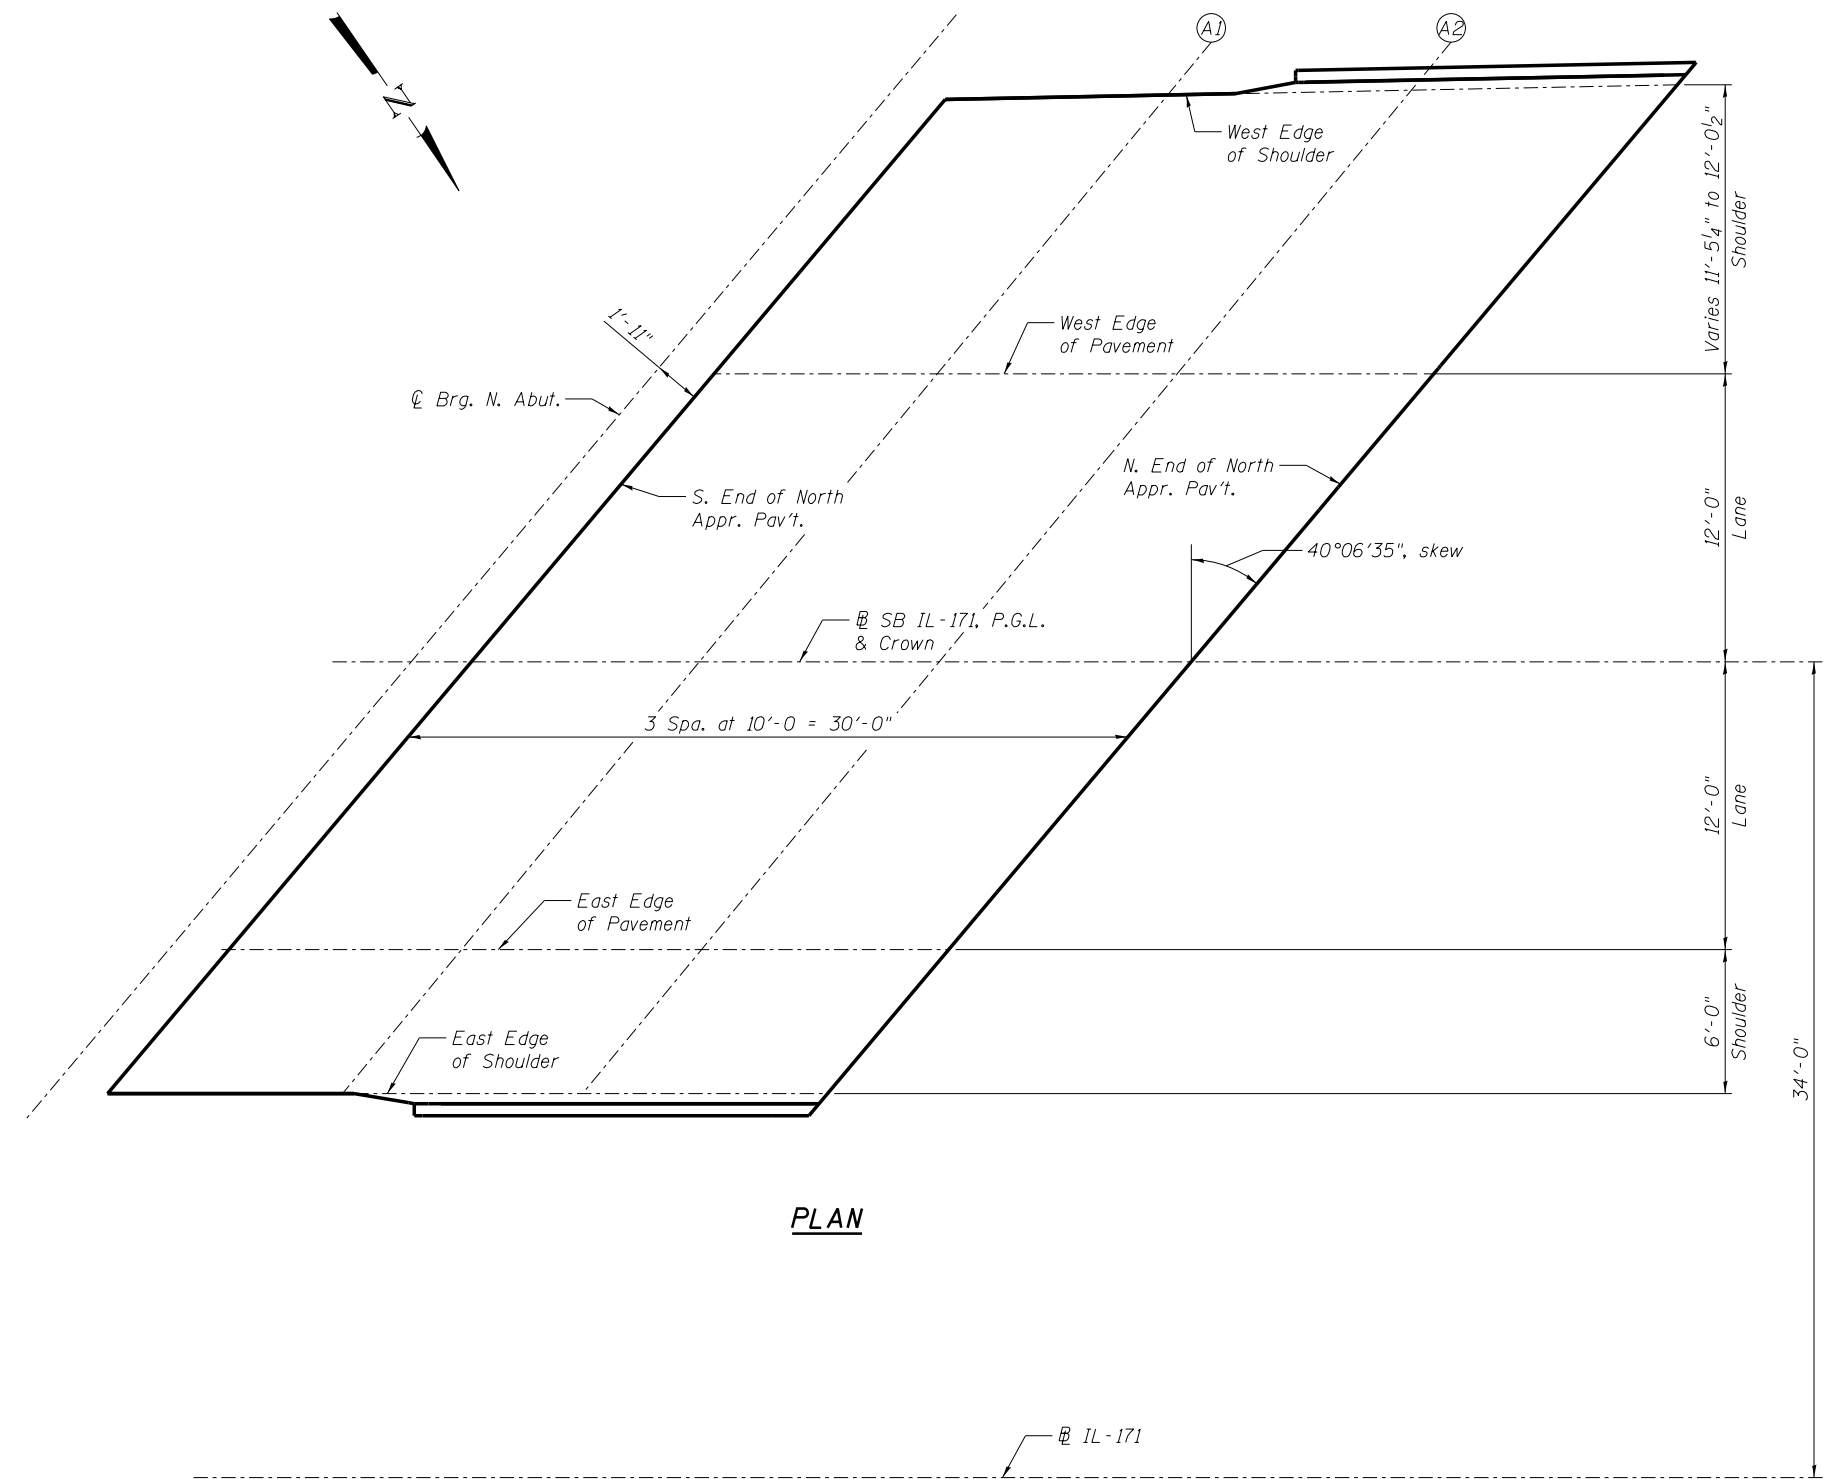 A1
A2
N
West Edge
of Shoulder
Varies 11'-5¼" to 12'-0½"
Shoulder
1'-11"
West Edge
of Pavement
℄ Brg. N. Abut.
S. End of North
Appr. Pav't.
N. End of North
Appr. Pav't.
12'-0"
Lane
40°06'35", skew
BL SB IL-171, P.G.L.
& Crown
3 Spa. at 10'-0 = 30'-0"
12'-0"
Lane
East Edge
of Pavement
East Edge
of Shoulder
6'-0"
Shoulder
34'-0"
PLAN
BL IL-171